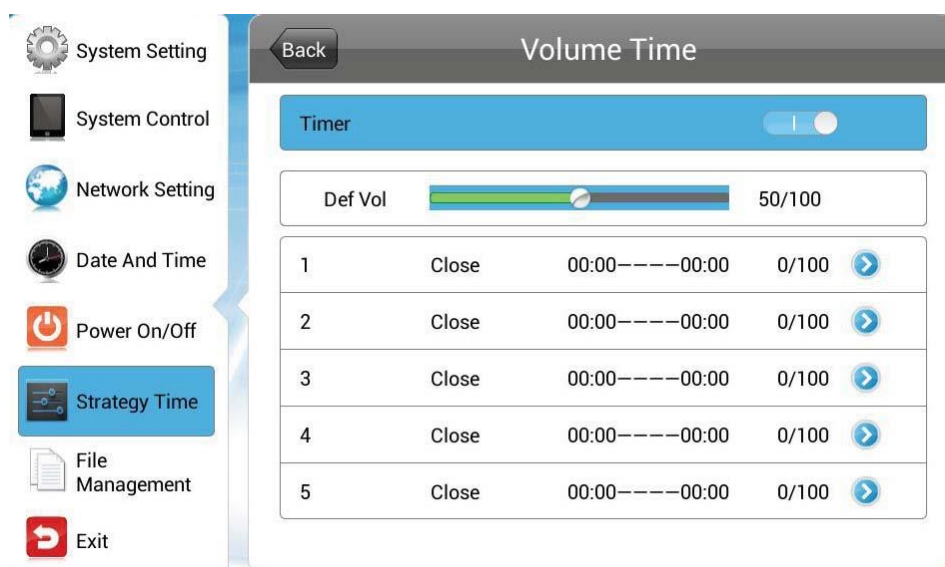 System Setting
System Control
Network Setting
Date And Time
Power On/Off
Strategy Time
File
Management
Exit
Back
Volume Time
Timer
Def Vol 50/100
1 Close 00:00----00:00 0/100
2 Close 00:00----00:00 0/100
3 Close 00:00----00:00 0/100
4 Close 00:00----00:00 0/100
5 Close 00:00----00:00 0/100